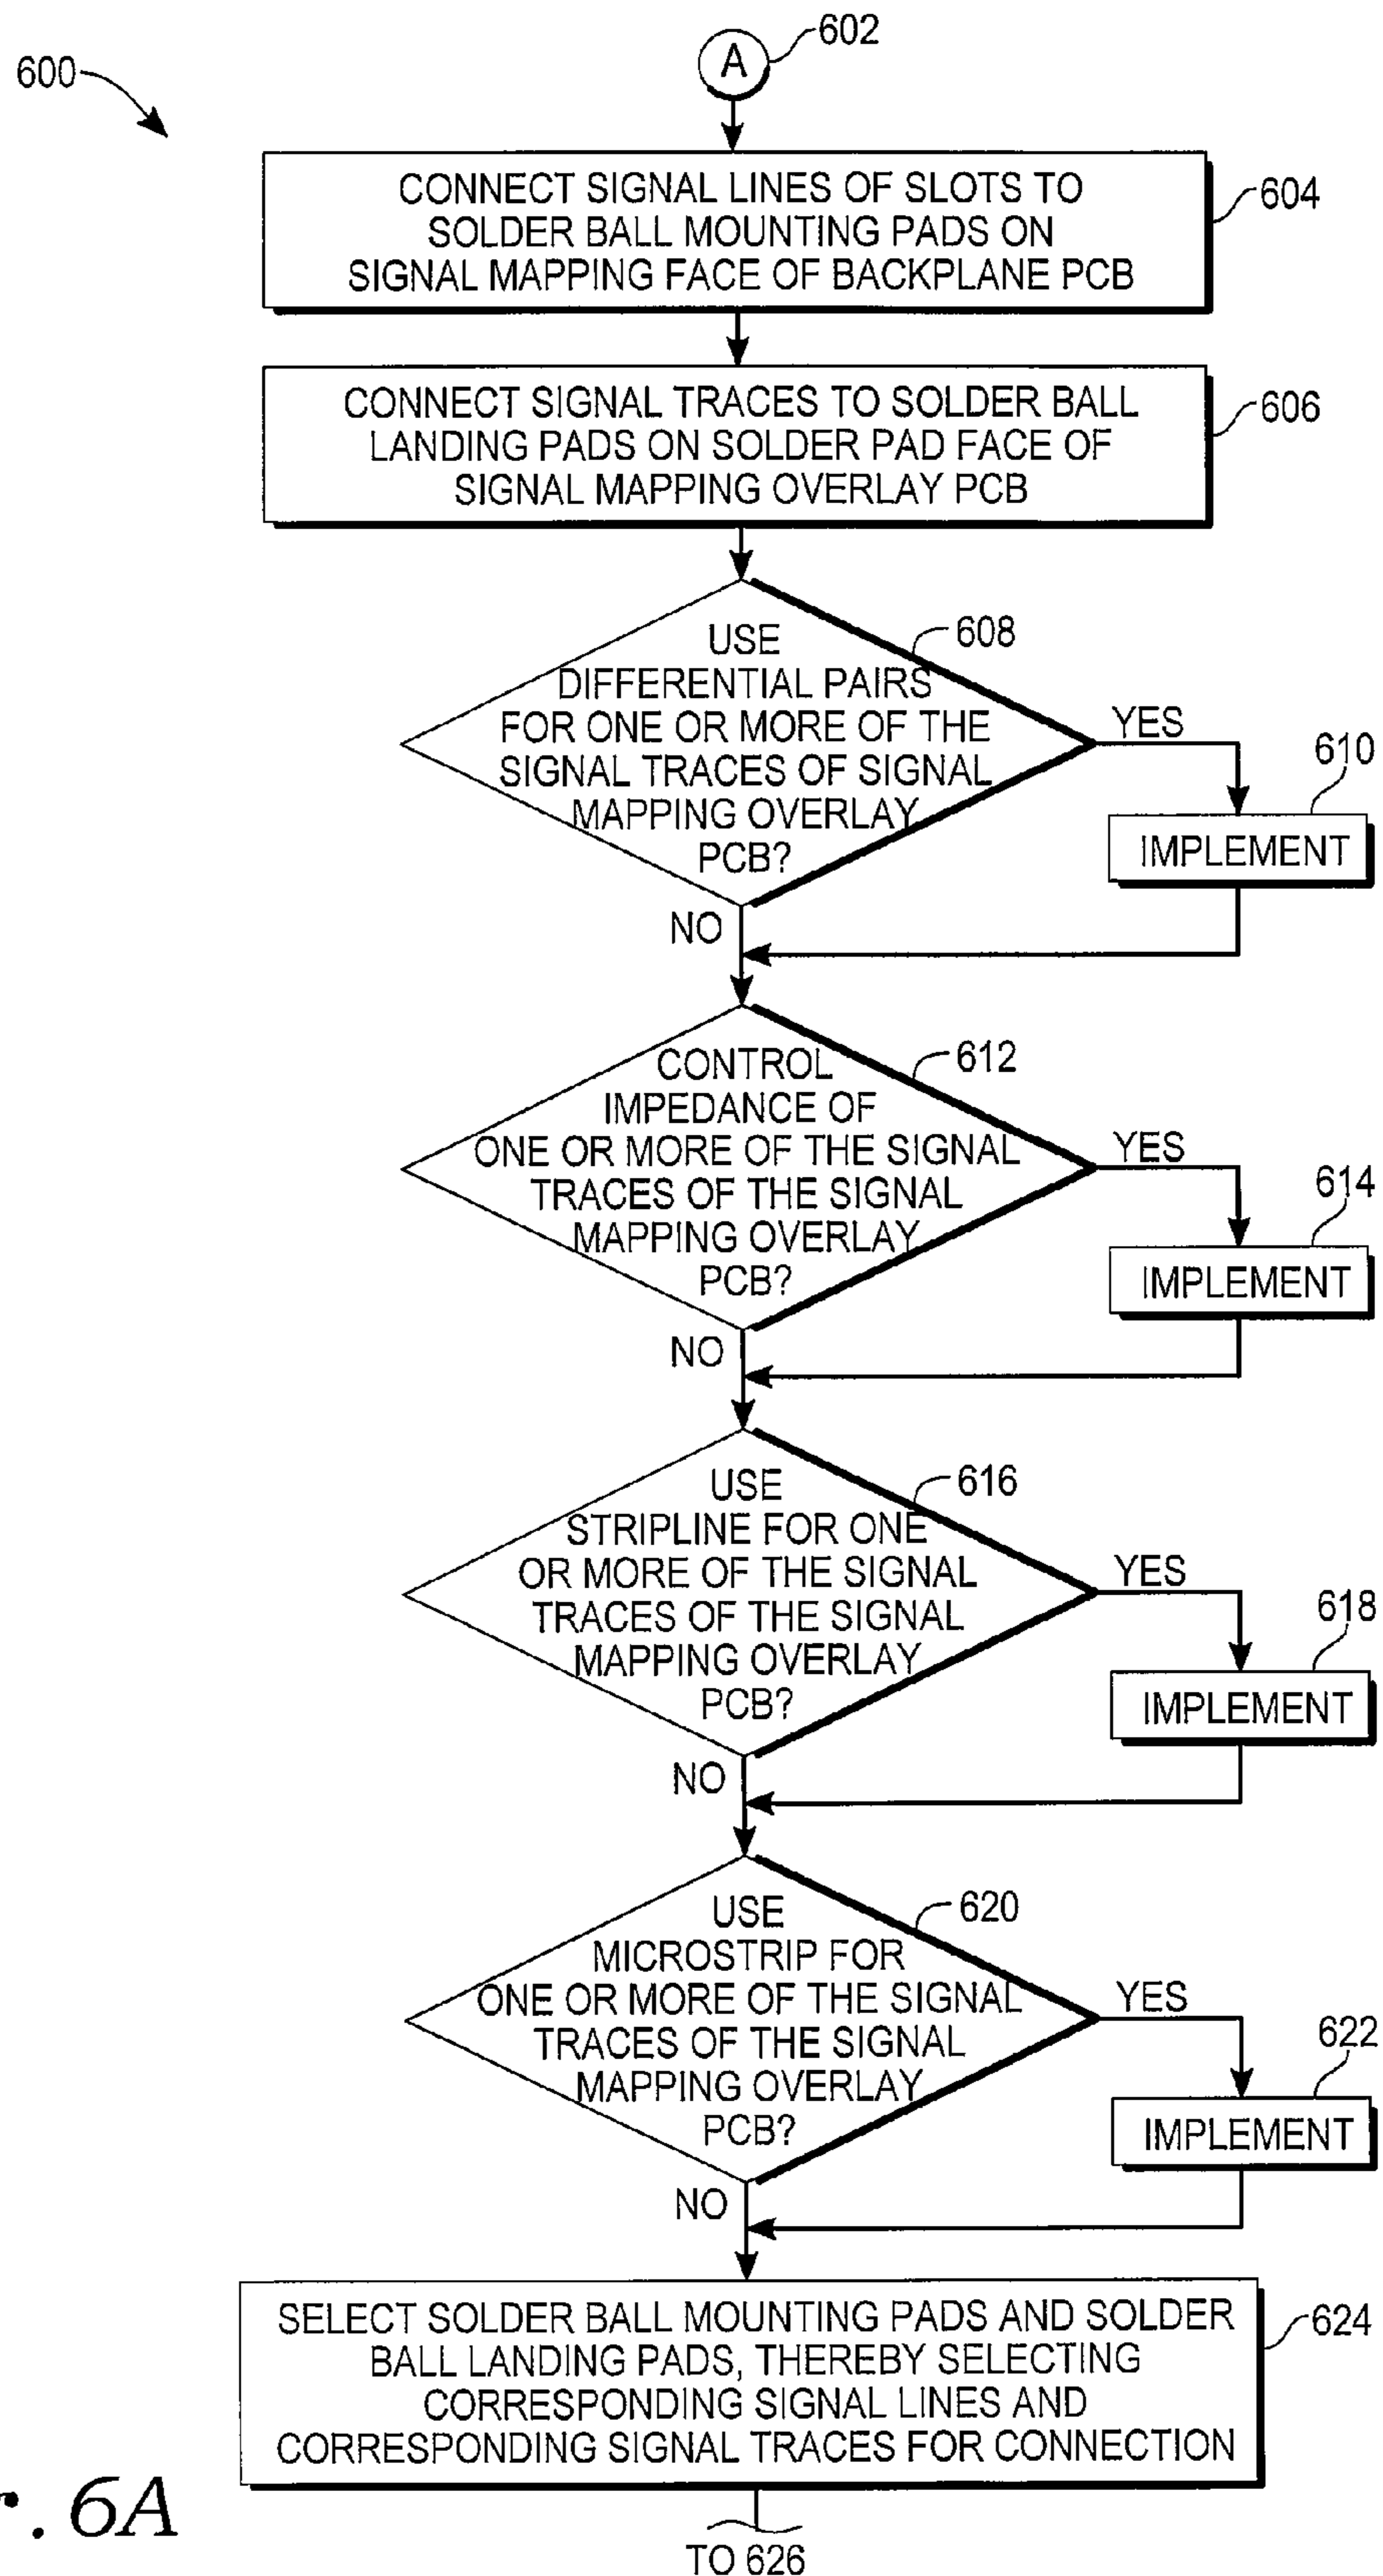 600
A
602
CONNECT SIGNAL LINES OF SLOTS TO
SOLDER BALL MOUNTING PADS ON
SIGNAL MAPPING FACE OF BACKPLANE PCB
604
CONNECT SIGNAL TRACES TO SOLDER BALL
LANDING PADS ON SOLDER PAD FACE OF
SIGNAL MAPPING OVERLAY PCB
606
USE
DIFFERENTIAL PAIRS
FOR ONE OR MORE OF THE
SIGNAL TRACES OF SIGNAL
MAPPING OVERLAY
PCB?
608
YES
610
IMPLEMENT
NO
CONTROL
IMPEDANCE OF
ONE OR MORE OF THE SIGNAL
TRACES OF THE SIGNAL
MAPPING OVERLAY
PCB?
612
YES
614
IMPLEMENT
NO
USE
STRIPLINE FOR ONE
OR MORE OF THE SIGNAL
TRACES OF THE SIGNAL
MAPPING OVERLAY
PCB?
616
YES
618
IMPLEMENT
NO
USE
MICROSTRIP FOR
ONE OR MORE OF THE SIGNAL
TRACES OF THE SIGNAL
MAPPING OVERLAY
PCB?
620
YES
622
IMPLEMENT
NO
SELECT SOLDER BALL MOUNTING PADS AND SOLDER
BALL LANDING PADS, THEREBY SELECTING
CORRESPONDING SIGNAL LINES AND
CORRESPONDING SIGNAL TRACES FOR CONNECTION
624
. 6A
TO 626